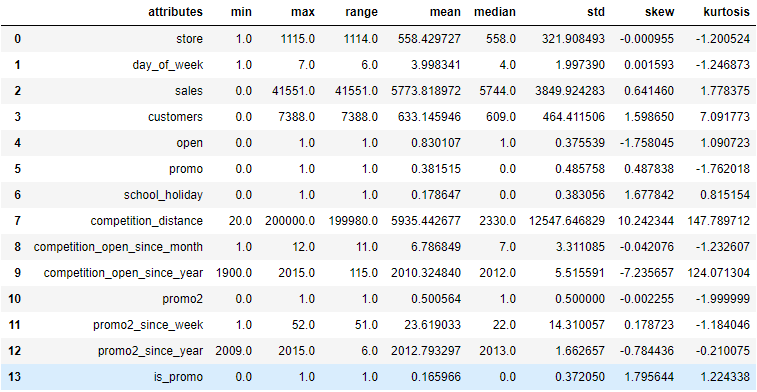 attributes min max range mean median std skew kurtosis
0 store 1.0 1115.0 1114.0 558.429727 558.0 321.908493 -0.000955 -1.200524
1 day_of_week 1.0 7.0 6.0 3.998341 4.0 1.997390 0.001593 -1.246873
2 sales 0.0 41551.0 41551.0 5773.818972 5744.0 3849.924283 0.641460 1.778375
3 customers 0.0 7388.0 7388.0 633.145946 609.0 464.411506 1.598650 7.091773
4 open 0.0 1.0 1.0 0.830107 1.0 0.375539 -1.758045 1.090723
5 promo 0.0 1.0 1.0 0.381515 0.0 0.485758 0.487838 -1.762018
6 school_holiday 0.0 1.0 1.0 0.178647 0.0 0.383056 1.677842 0.815154
7 competition_distance 20.0 200000.0 199980.0 5935.442677 2330.0 12547.646829 10.242344 147.789712
8 competition_open_since_month 1.0 12.0 11.0 6.786849 7.0 3.311085 -0.042076 -1.232607
9 competition_open_since_year 1900.0 2015.0 115.0 2010.324840 2012.0 5.515591 -7.235657 124.071304
10 promo2 0.0 1.0 1.0 0.500564 1.0 0.500000 -0.002255 -1.999999
11 promo2_since_week 1.0 52.0 51.0 23.619033 22.0 14.310057 0.178723 -1.184046
12 promo2_since_year 2009.0 2015.0 6.0 2012.793297 2013.0 1.662657 -0.784436 -0.210075
13 is_promo 0.0 1.0 1.0 0.165966 0.0 0.372050 1.795644 1.224338